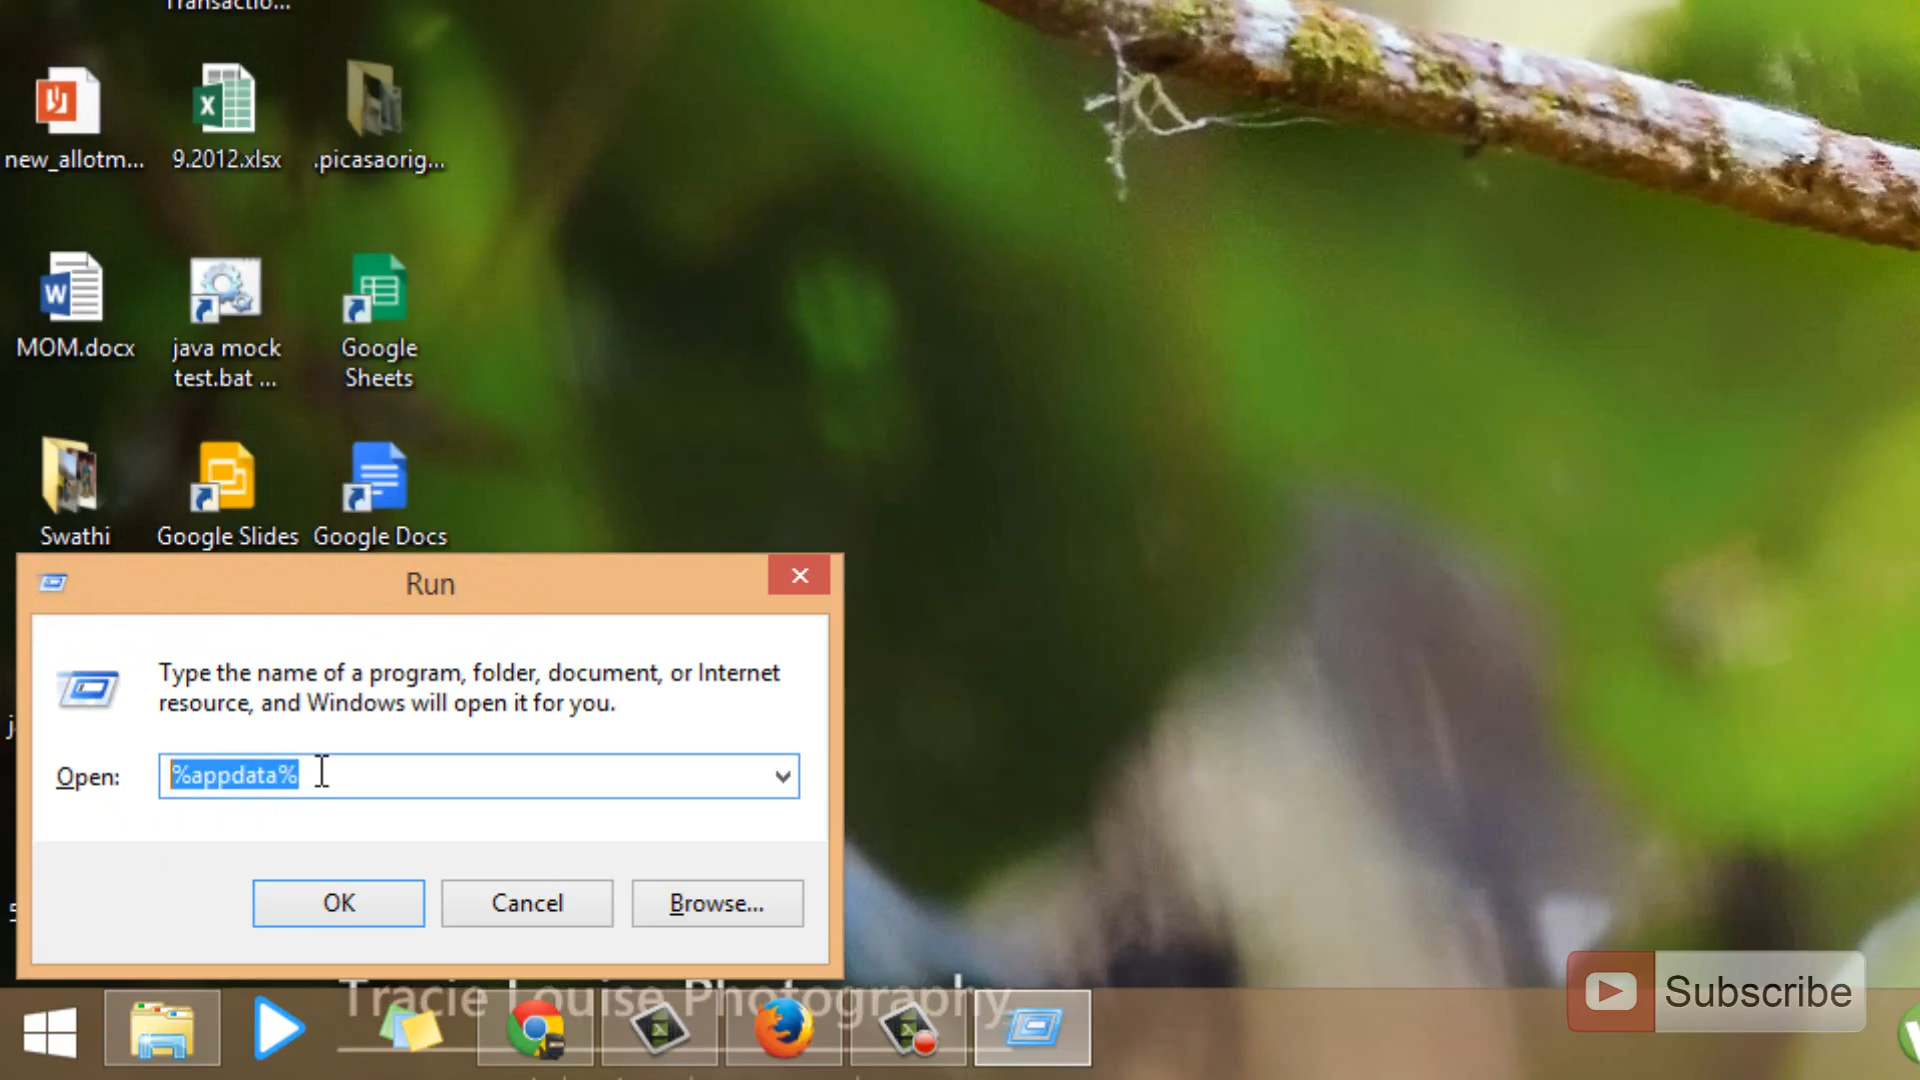 Transactio...
new_allotm...
9.2012.xlsx
.picasaorig...
MOM.docx
java mock
test.bat ...
Google
Sheets
Swathi
Google Slides
Google Docs
Run
Type the name of a program, folder, document, or Internet
resource, and Windows will open it for you.
Open:
%appdata%
OK
Cancel
Browse...
Tracie Louise Photography
Subscribe